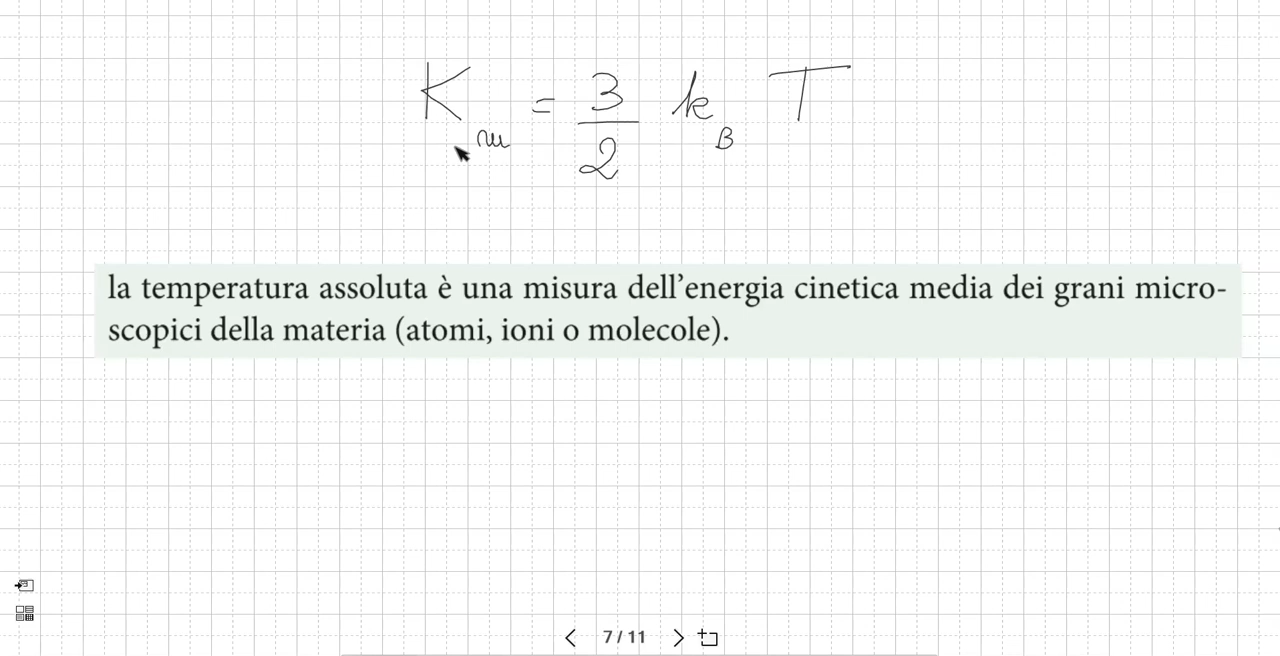 K_m = 3/2 k_B T
la temperatura assoluta è una misura dell'energia cinetica media dei grani micro-
scopici della materia (atomi, ioni o molecole).
7 / 11